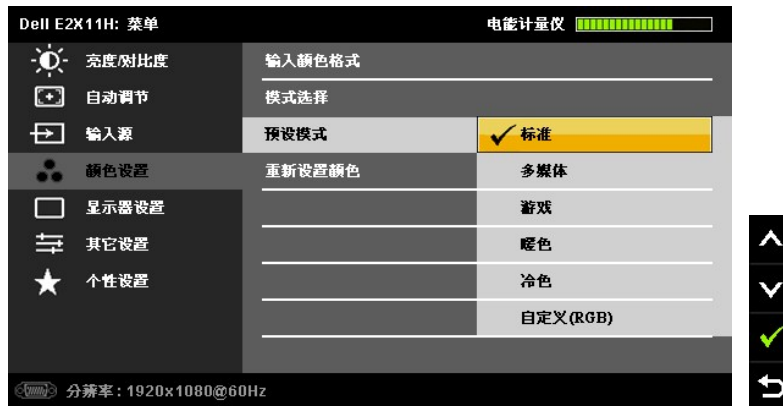 Dell E2X11H: 菜单
电能计量仪
亮度/对比度
自动调节
输入源
颜色设置
显示器设置
其它设置
个性设置
输入颜色格式
模式选择
预设模式
重新设置颜色
标准
多媒体
游戏
暖色
冷色
自定义(RGB)
分辨率: 1920x1080@60Hz